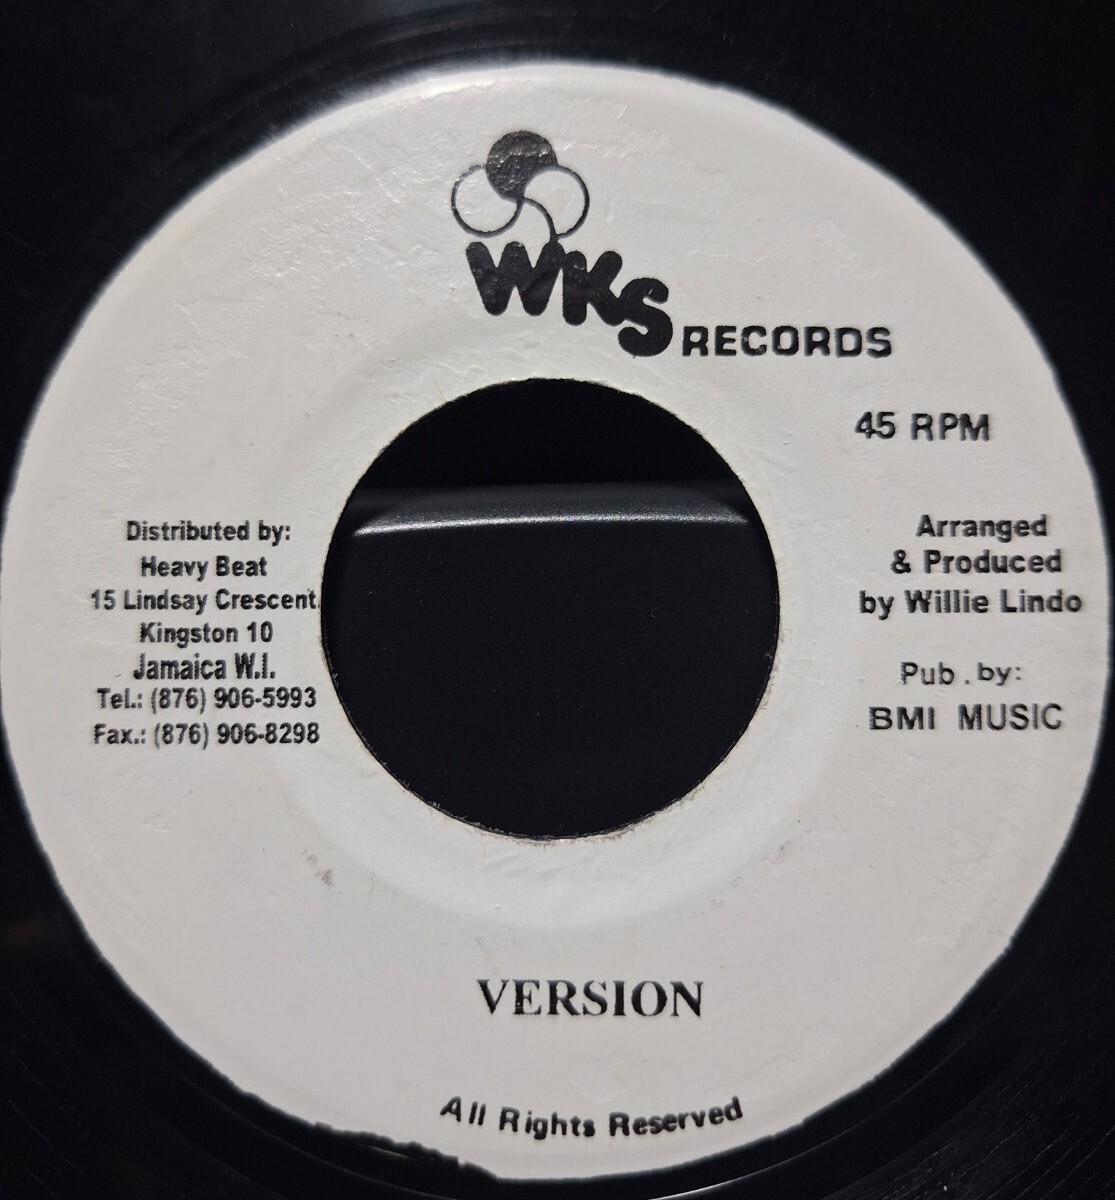 WKS RECORDS
45 RPM
Distributed by:
Heavy Beat
15 Lindsay Crescent.
Kingston 10
Jamaica W.I.
Tel.: (876) 906-5993
Fax.: (876) 906-8298
Arranged
& Produced
by Willie Lindo
Pub . by:
BMI MUSIC
VERSION
All Rights Reserved